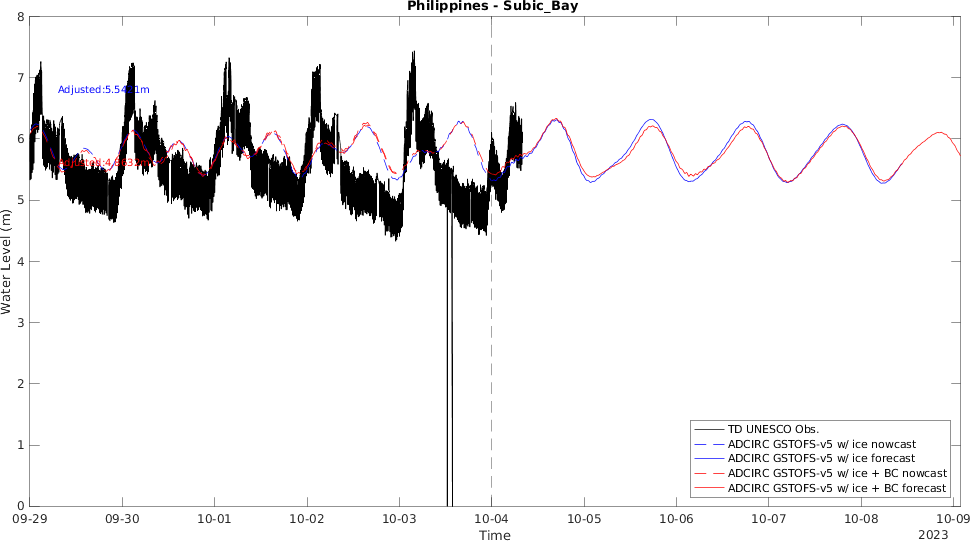 Philippines - Subic_Bay
8
7
6
5
4
3
2
1
0
Water Level (m)
TD UNESCO Obs.
ADCIRC GSTOFS-v5 w/ ice nowcast
ADCIRC GSTOFS-v5 w/ ice forecast
ADCIRC GSTOFS-v5 w/ ice + BC nowcast
ADCIRC GSTOFS-v5 w/ ice + BC forecast
09-29 09-30 10-01 10-02 10-03 10-04 10-05 10-06 10-07 10-08 10-09
Time
2023